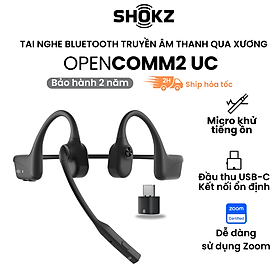 SHOKZ
TAI NGHE BLUETOOTH TRUYỀN ÂM THANH QUA XƯƠNG
OPENCOMM2 UC
Bảo hành 2 năm
2H
Ship hỏa tốc
Micro khử
tiếng ồn
Đầu thu USB-C
Kết nối ổn định
zoom
Certified
Dễ dàng
sử dụng Zoom